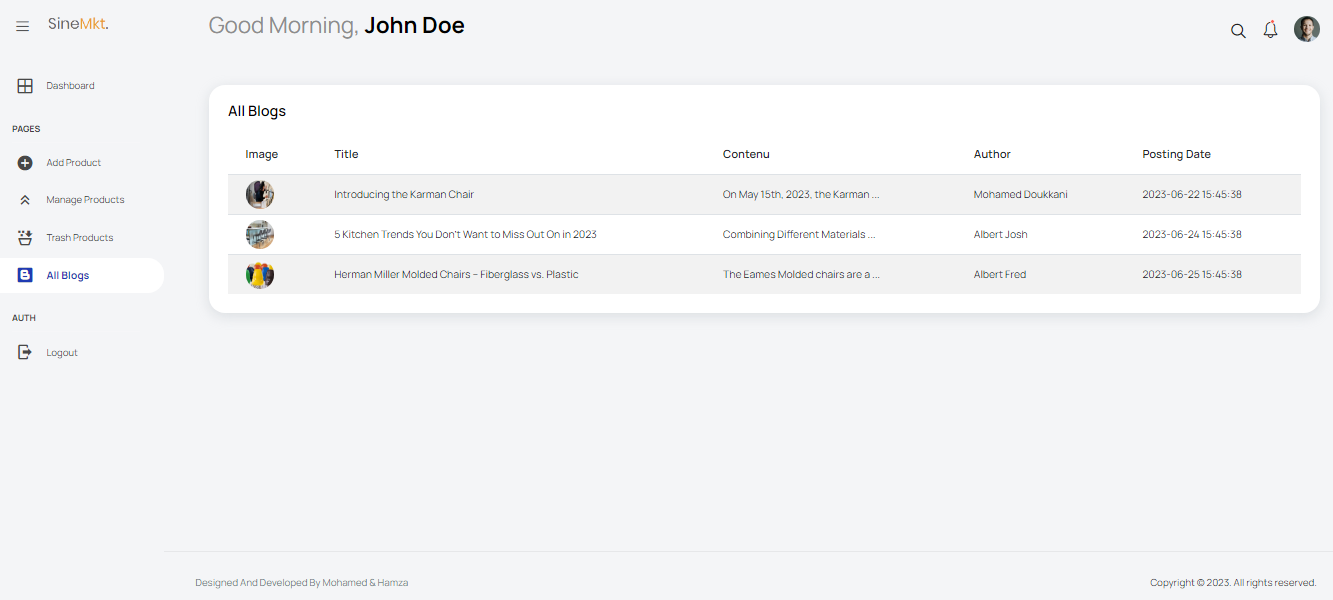 SineMkt.
Good Morning, John Doe
Dashboard
PAGES
Add Product
Manage Products
Trash Products
All Blogs
AUTH
Logout
All Blogs
Image Title Contenu Author Posting Date
Introducing the Karman Chair On May 15th, 2023, the Karman ... Mohamed Doukkani 2023-06-22 15:45:38
5 Kitchen Trends You Don't Want to Miss Out On in 2023 Combining Different Materials ... Albert Josh 2023-06-24 15:45:38
Herman Miller Molded Chairs – Fiberglass vs. Plastic The Eames Molded chairs are a ... Albert Fred 2023-06-25 15:45:38
Designed And Developed By Mohamed & Hamza
Copyright © 2023. All rights reserved.